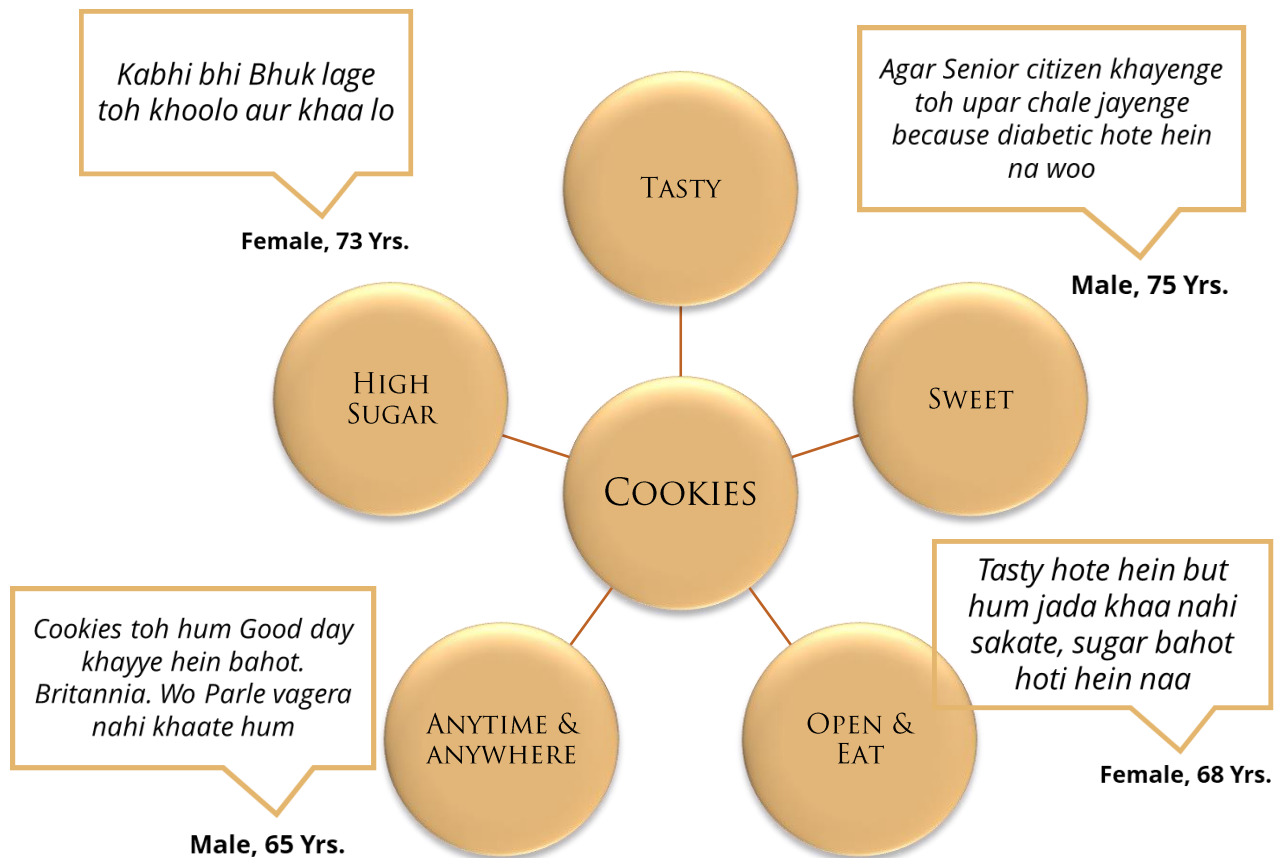 Kabhi bhi Bhuk lage
toh khoolo aur khaa lo
Female, 73 Yrs.
Agar Senior citizen khayenge
toh upar chale jayenge
because diabetic hote hein
na woo
Male, 75 Yrs.
Tasty
High
Sugar
Sweet
Cookies
Cookies toh hum Good day
khayye hein bahot.
Britannia. Wo Parle vagera
nahi khaate hum
Male, 65 Yrs.
Anytime &
anywhere
Open &
Eat
Tasty hote hein but
hum jada khaa nahi
sakate, sugar bahot
hoti hein naa
Female, 68 Yrs.